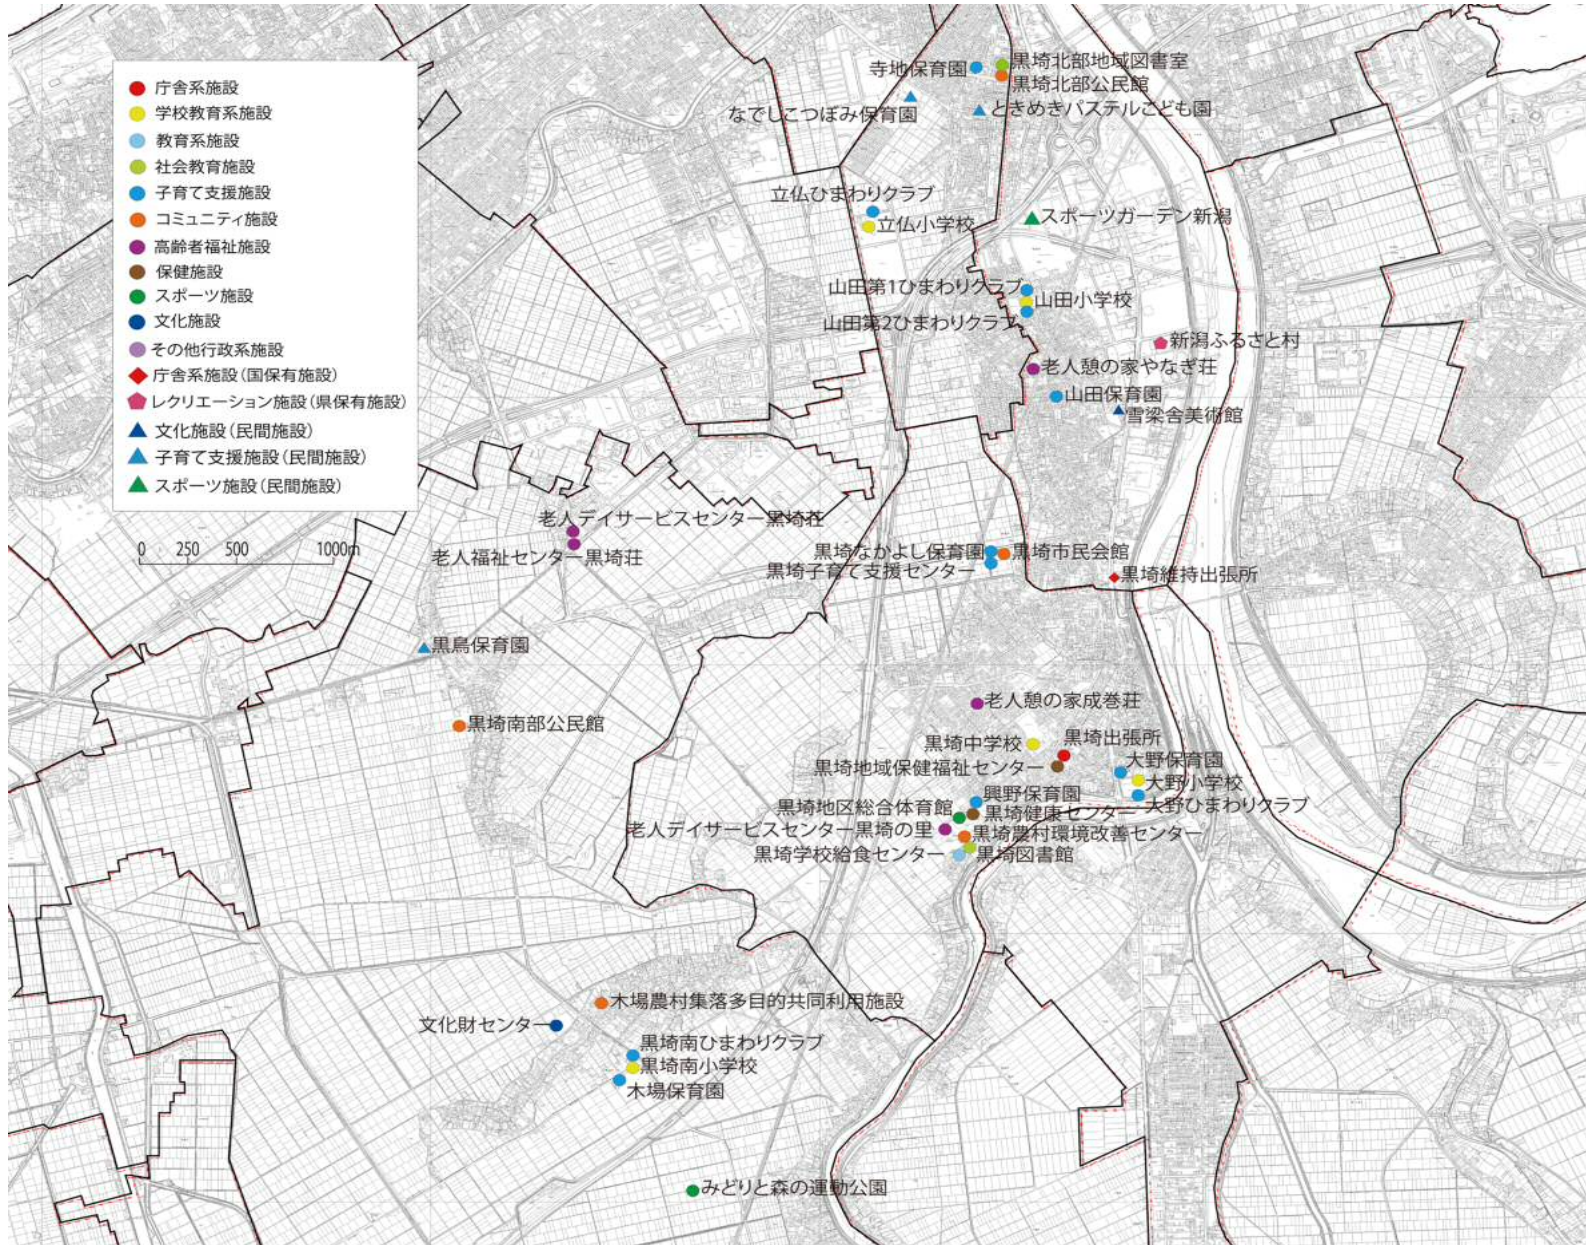 庁舎系施設
学校教育系施設
教育系施設
社会教育施設
子育て支援施設
コミュニティ施設
高齢者福祉施設
保健施設
スポーツ施設
文化施設
その他行政系施設
庁舎系施設(国保有施設)
レクリエーション施設(県保有施設)
文化施設(民間施設)
子育て支援施設(民間施設)
スポーツ施設(民間施設)
0 250 500 1000m
黒埼北部地域図書室
寺地保育園
黒埼北部公民館
なでしこつぼみ保育園
ときめきパステルこども園
立仏ひまわりクラブ
立仏小学校
スポーツガーデン新潟
山田第1ひまわりクラブ
山田小学校
山田第2ひまわりクラブ
新潟ふるさと村
老人憩の家やなぎ荘
山田保育園
雪梁舎美術館
老人デイサービスセンター黒埼荘
老人福祉センター黒埼荘
黒埼なかよし保育園
黒埼市民会館
黒埼子育て支援センター
黒埼維持出張所
黒鳥保育園
黒埼南部公民館
老人憩の家成巻荘
黒埼中学校
黒埼出張所
黒埼地域保健福祉センター
大野保育園
大野小学校
大野ひまわりクラブ
興野保育園
黒埼地区総合体育館
黒埼健康センター
老人デイサービスセンター黒埼の里
黒埼農村環境改善センター
黒埼学校給食センター
黒埼図書館
木場農村集落多目的共同利用施設
文化財センター
黒埼南ひまわりクラブ
黒埼南小学校
木場保育園
みどりと森の運動公園